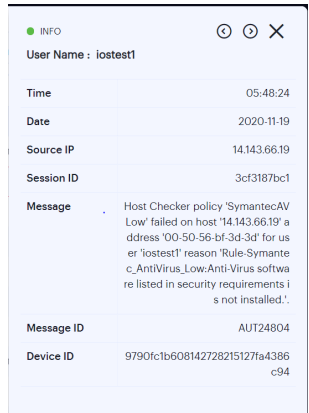 INFO
User Name : iostest1
Time 05:48:24
Date 2020-11-19
Source IP 14.143.66.19
Session ID 3cf3187bc1
Message Host Checker policy 'SymantecAV
Low' failed on host '14.143.66.19' a
ddress '00-50-56-bf-3d-3d' for us
er 'iostest1' reason 'Rule-Symante
c_AntiVirus_Low:Anti-Virus softwa
re listed in security requirements i
s not installed.'.
Message ID AUT24804
Device ID 9790fc1b608142728215127fa4386
c94